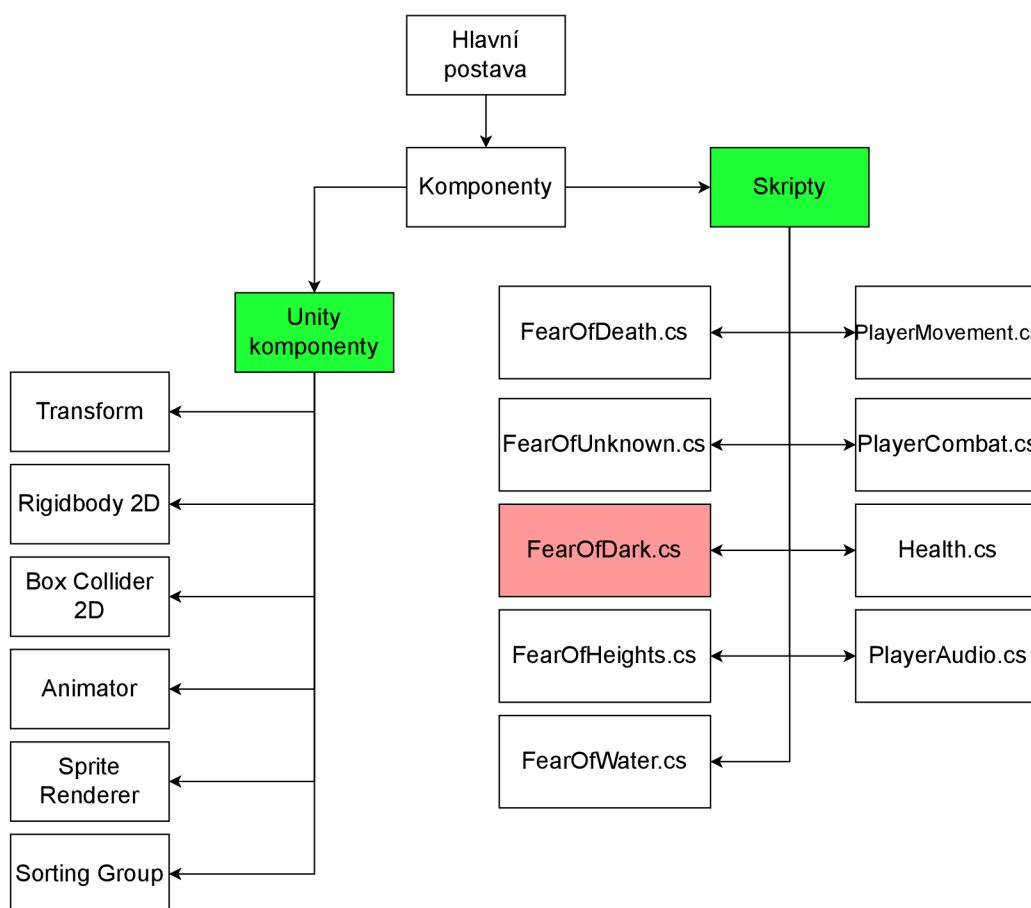 Hlavní
postava
Komponenty
Skripty
Unity
komponenty
Transform
Rigidbody 2D
Box Collider
2D
Animator
Sprite
Renderer
Sorting Group
FearOfDeath.cs
FearOfUnknown.cs
FearOfDark.cs
FearOfHeights.cs
FearOfWater.cs
PlayerMovement.cs
PlayerCombat.cs
Health.cs
PlayerAudio.cs